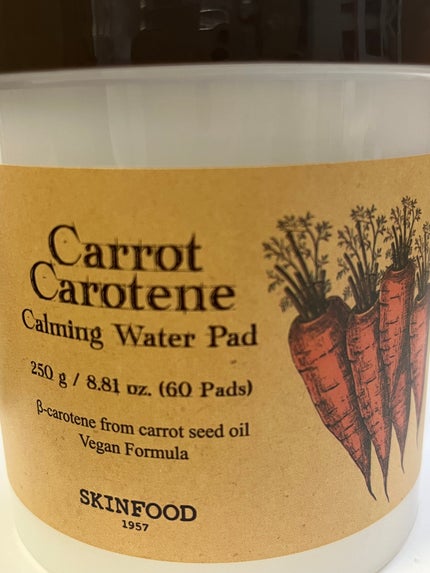 Carrot
Carotene
Calming Water Pad
250 g / 8.81 oz. (60 Pads)
β-carotene from carrot seed oil
Vegan Formula
SKINFOOD
1957